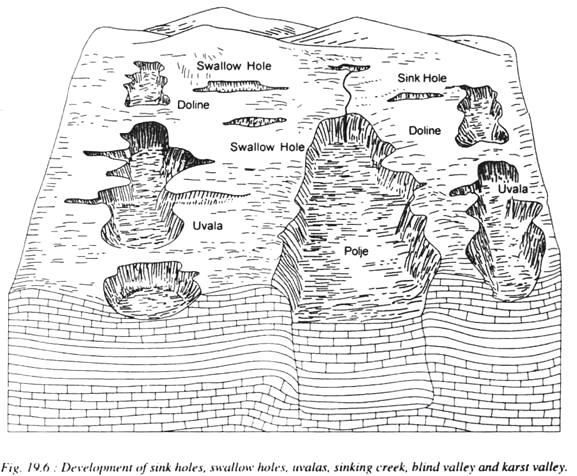 Swallow Hole
Sink Hole
Doline
Doline
Swallow Hole
Uvala
Uvala
Polje
Fig. 19.6 : Development of sink holes, swallow holes, uvalas, sinking creek, blind valley and karst valley.